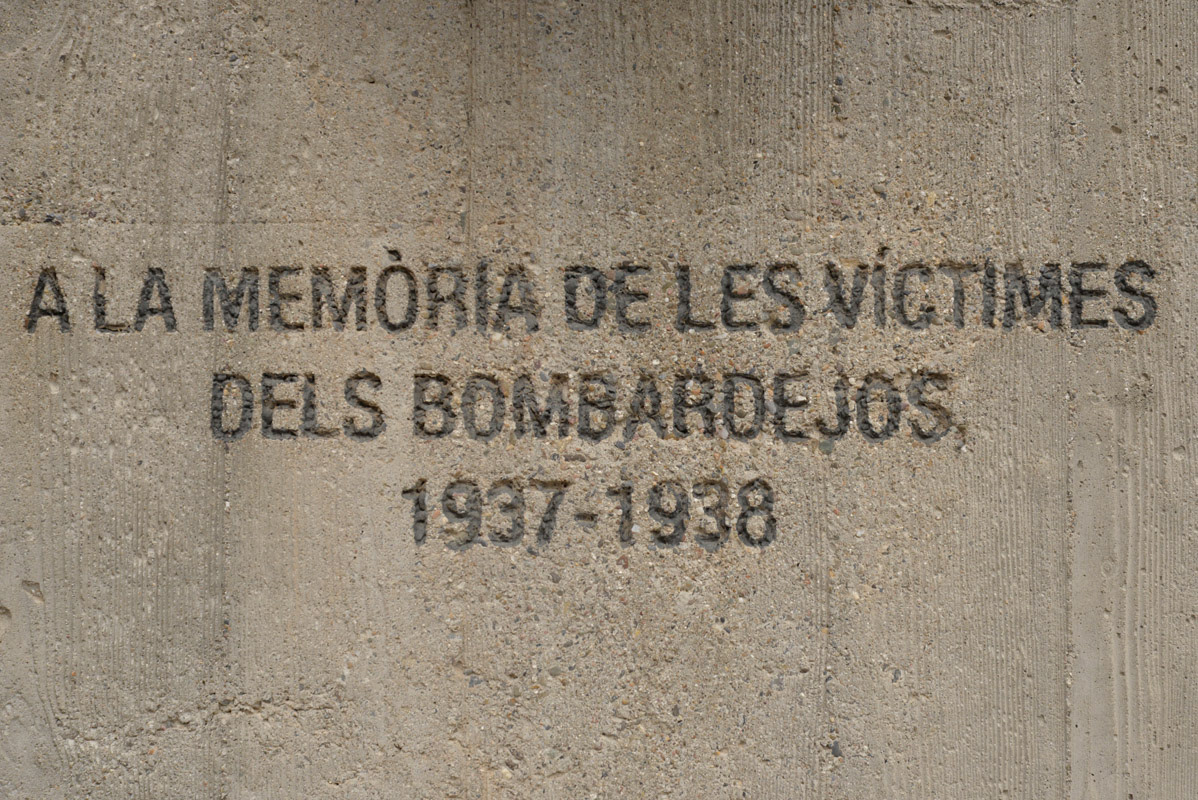 A LA MEMÒRIA DE LES VÍCTIMES
DELS BOMBARDEJOS
1937-1938